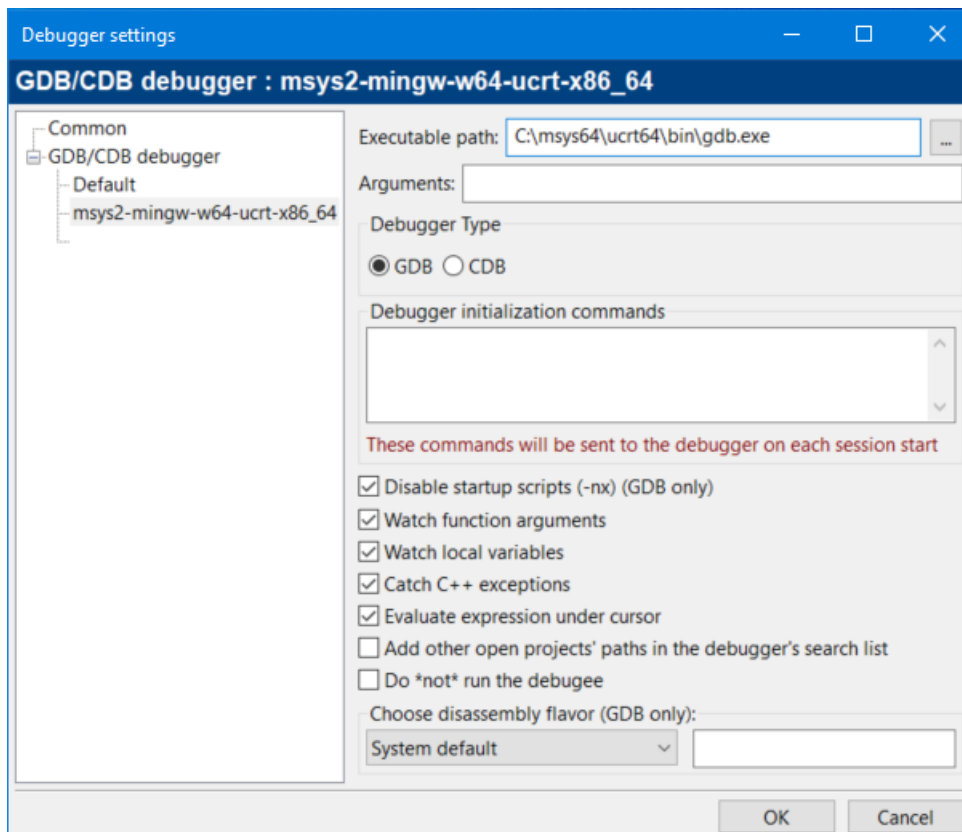 Debugger settings
GDB/CDB debugger : msys2-mingw-w64-ucrt-x86_64
Common
GDB/CDB debugger
Default
msys2-mingw-w64-ucrt-x86_64
Executable path: C:\msys64\ucrt64\bin\gdb.exe ...
Arguments:
Debugger Type
GDB CDB
Debugger initialization commands
These commands will be sent to the debugger on each session start
Disable startup scripts (-nx) (GDB only)
Watch function arguments
Watch local variables
Catch C++ exceptions
Evaluate expression under cursor
Add other open projects' paths in the debugger's search list
Do *not* run the debugee
Choose disassembly flavor (GDB only):
System default
OK Cancel